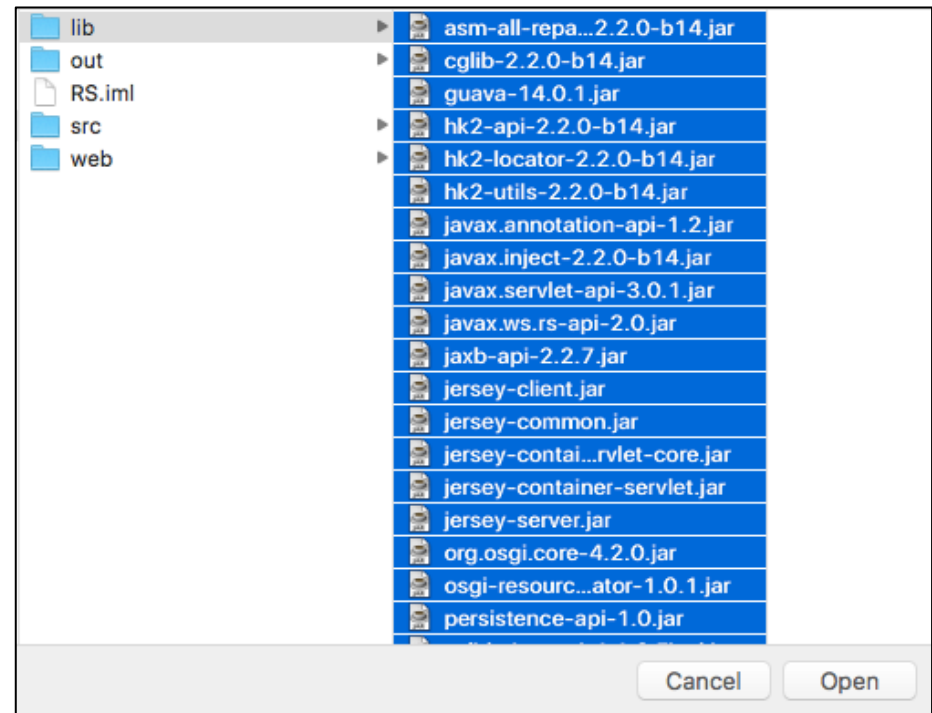 lib
out
RS.iml
src
web
asm-all-repa...2.2.0-b14.jar
cglib-2.2.0-b14.jar
guava-14.0.1.jar
hk2-api-2.2.0-b14.jar
hk2-locator-2.2.0-b14.jar
hk2-utils-2.2.0-b14.jar
javax.annotation-api-1.2.jar
javax.inject-2.2.0-b14.jar
javax.servlet-api-3.0.1.jar
javax.ws.rs-api-2.0.jar
jaxb-api-2.2.7.jar
jersey-client.jar
jersey-common.jar
jersey-contai...rvlet-core.jar
jersey-container-servlet.jar
jersey-server.jar
org.osgi.core-4.2.0.jar
osgi-resourc...ator-1.0.1.jar
persistence-api-1.0.jar
Cancel
Open